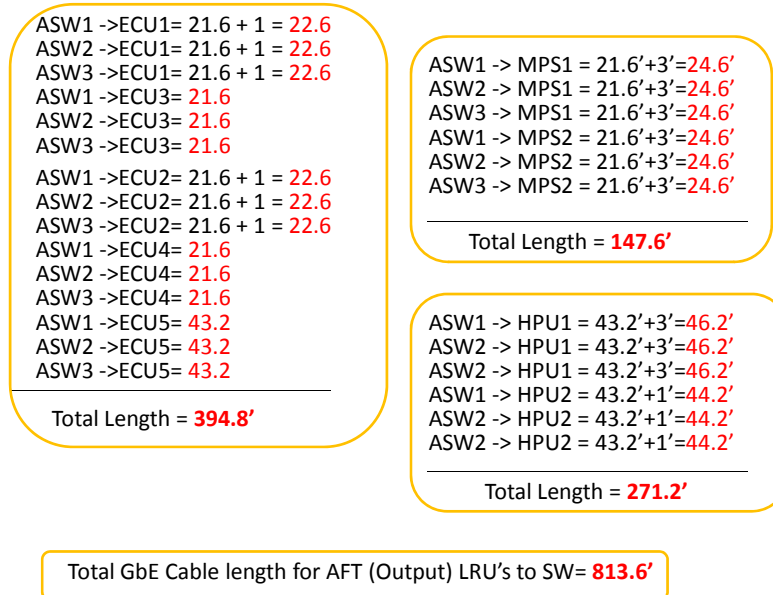 ASW1 ->ECU1= 21.6 + 1 = 22.6
ASW2 ->ECU1= 21.6 + 1 = 22.6
ASW3 ->ECU1= 21.6 + 1 = 22.6
ASW1 ->ECU3= 21.6
ASW2 ->ECU3= 21.6
ASW3 ->ECU3= 21.6
ASW1 ->ECU2= 21.6 + 1 = 22.6
ASW2 ->ECU2= 21.6 + 1 = 22.6
ASW3 ->ECU2= 21.6 + 1 = 22.6
ASW1 ->ECU4= 21.6
ASW2 ->ECU4= 21.6
ASW3 ->ECU4= 21.6
ASW1 ->ECU5= 43.2
ASW2 ->ECU5= 43.2
ASW3 ->ECU5= 43.2
Total Length = 394.8’
ASW1 -> MPS1 = 21.6’+3’=24.6’
ASW2 -> MPS1 = 21.6’+3’=24.6’
ASW3 -> MPS1 = 21.6’+3’=24.6’
ASW1 -> MPS2 = 21.6’+3’=24.6’
ASW2 -> MPS2 = 21.6’+3’=24.6’
ASW3 -> MPS2 = 21.6’+3’=24.6’
Total Length = 147.6’
ASW1 -> HPU1 = 43.2’+3’=46.2’
ASW2 -> HPU1 = 43.2’+3’=46.2’
ASW2 -> HPU1 = 43.2’+3’=46.2’
ASW1 -> HPU2 = 43.2’+1’=44.2’
ASW2 -> HPU2 = 43.2’+1’=44.2’
ASW2 -> HPU2 = 43.2’+1’=44.2’
Total Length = 271.2’
Total GbE Cable length for AFT (Output) LRU’s to SW= 813.6’